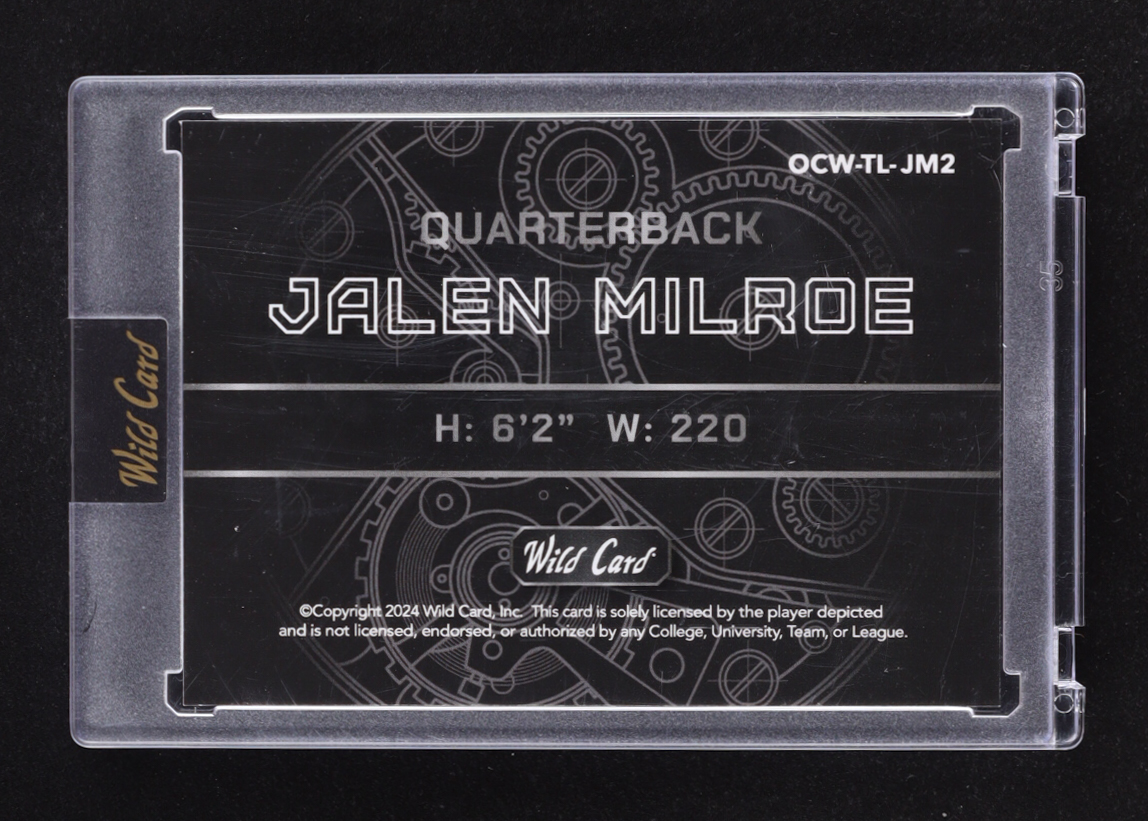 OCW-TL-JM2
QUARTERBACK
JALEN MILROE
H: 6'2” W: 220
Wild Card
Wild Card
©Copyright 2024 Wild Card, Inc. This card is solely licensed by the player depicted
and is not licensed, endorsed, or authorized by any College, University, Team, or League.
35